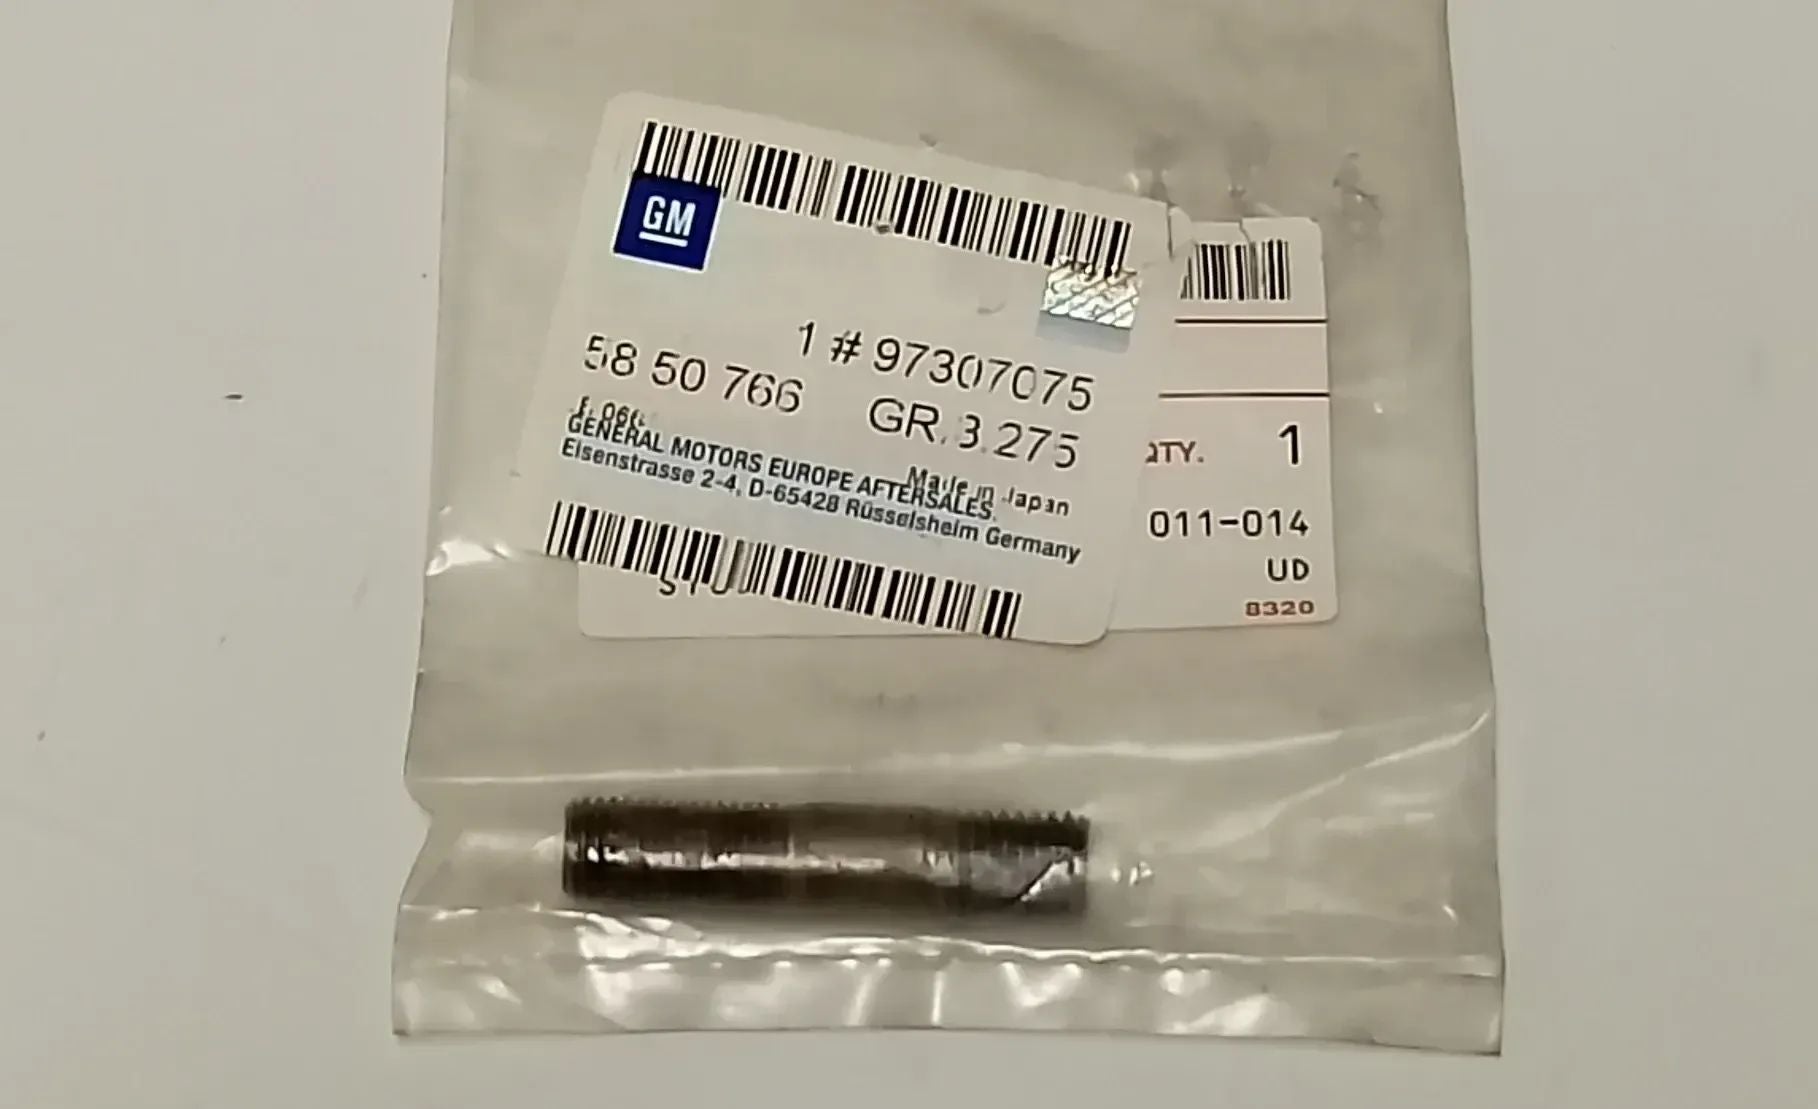 GM
1 # 97307075
58 50 766
GR. 3.275
GENERAL MOTORS EUROPE AFTERSALES.
Made in Japan
Eisenstrasse 2-4, D-65428 Rüsselsheim Germany
QTY. 1
011-014
UD
8320